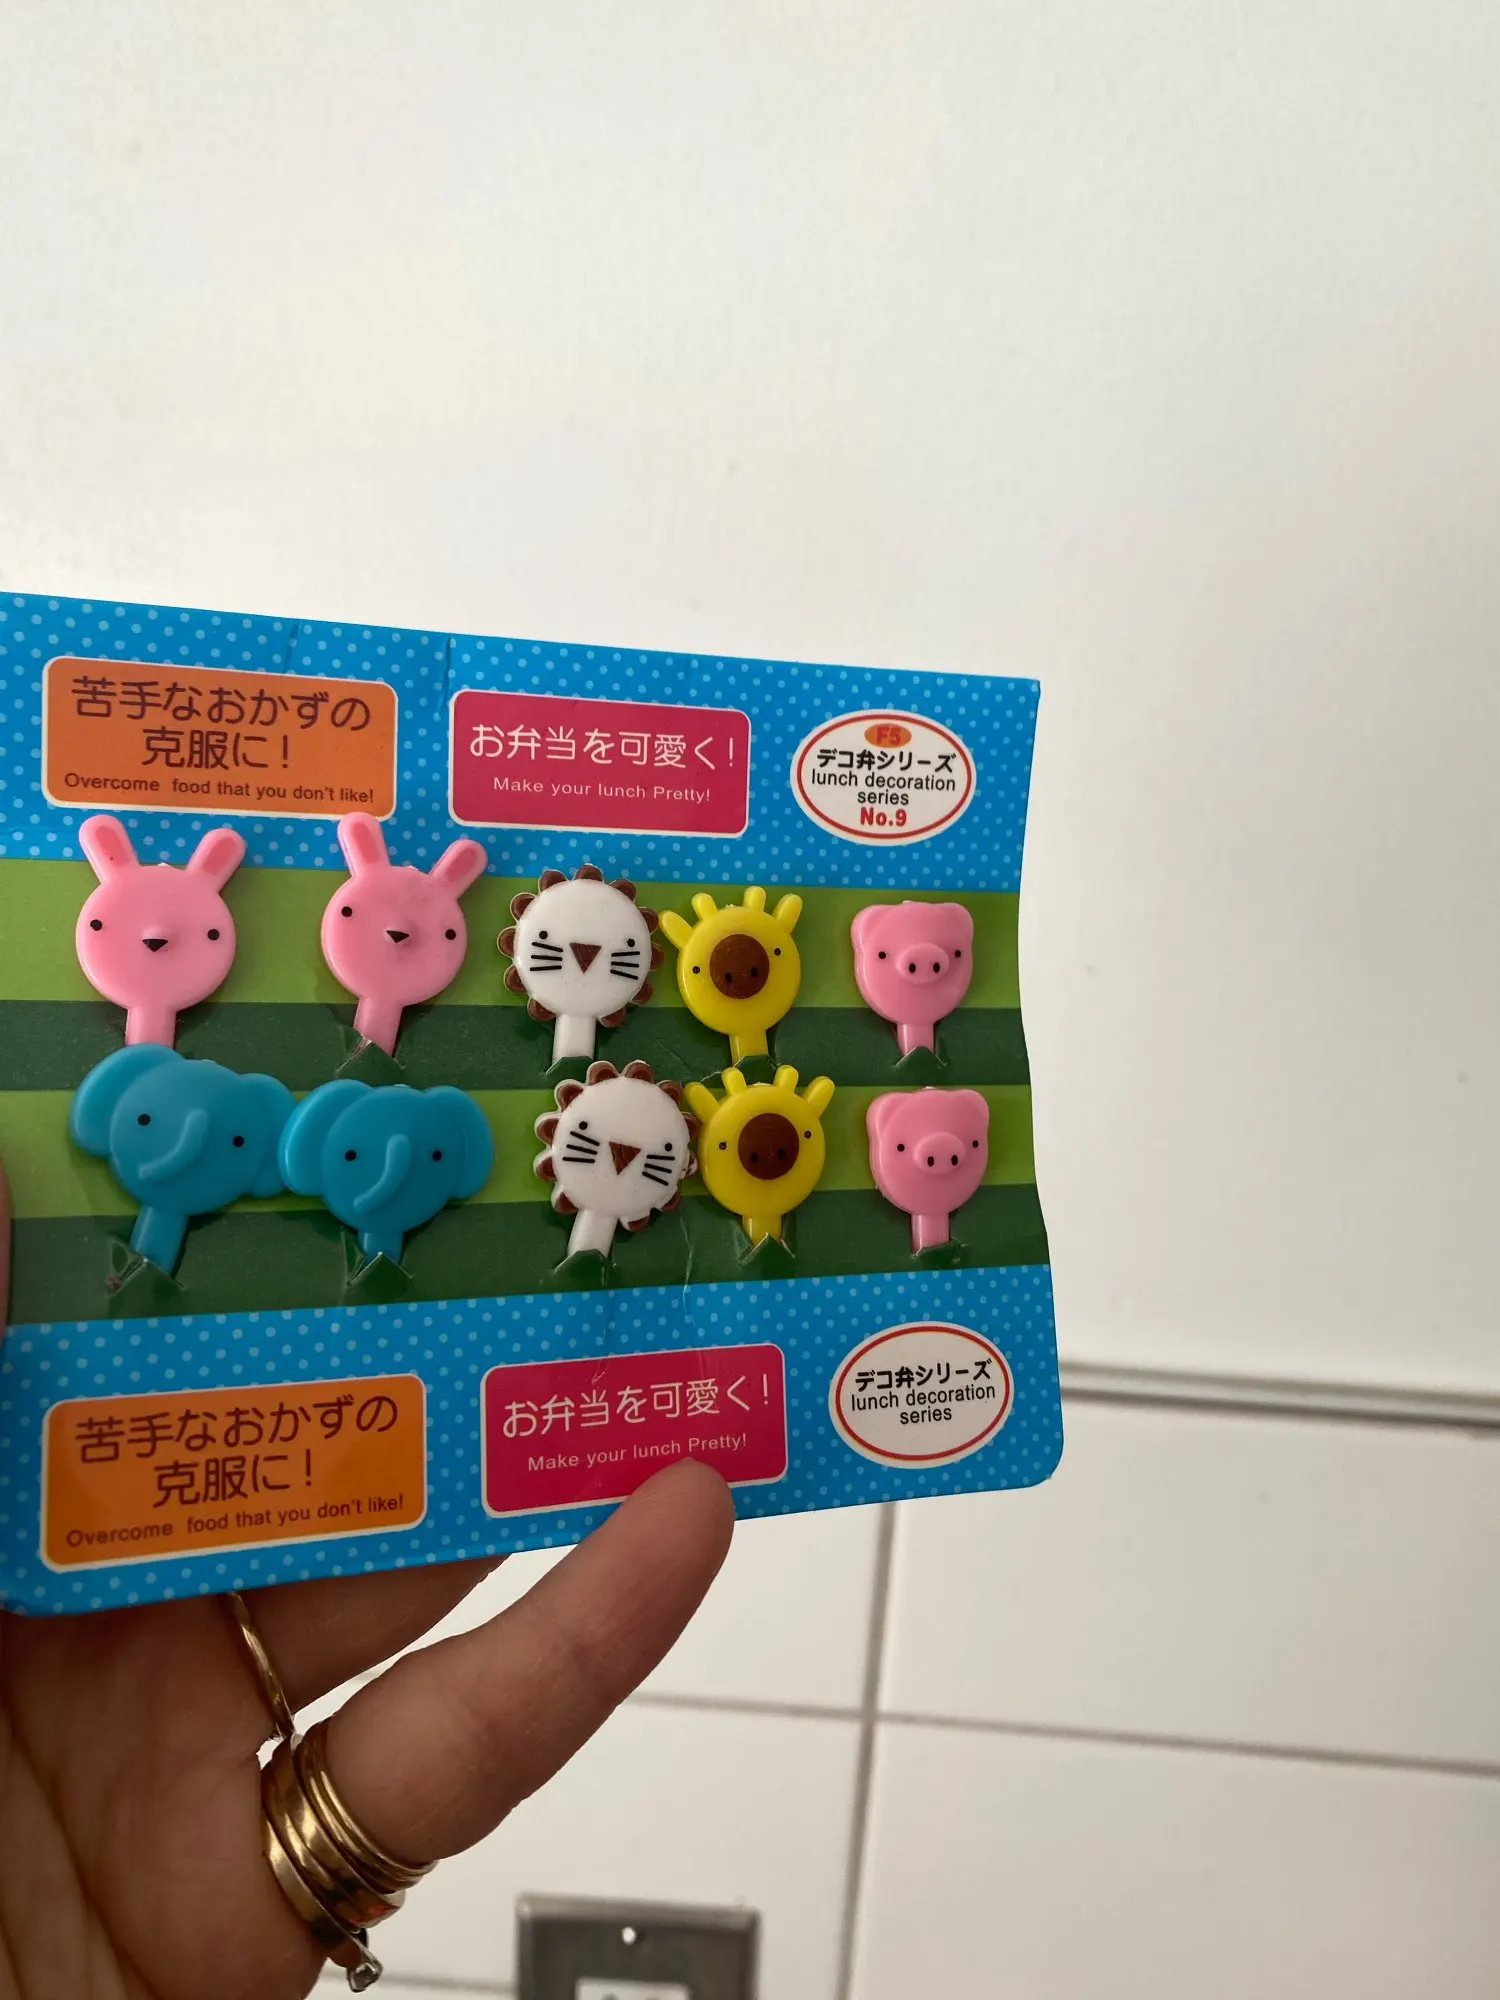 苦手なおかずの
克服に!
Overcome food that you don't like!
お弁当を可愛く!
Make your lunch Pretty!
F5
デコ弁シリーズ
lunch decoration
series
No.9
苦手なおかずの
克服に!
Overcome food that you don't like!
お弁当を可愛く!
Make your lunch Pretty!
デコ弁シリーズ
lunch decoration
series